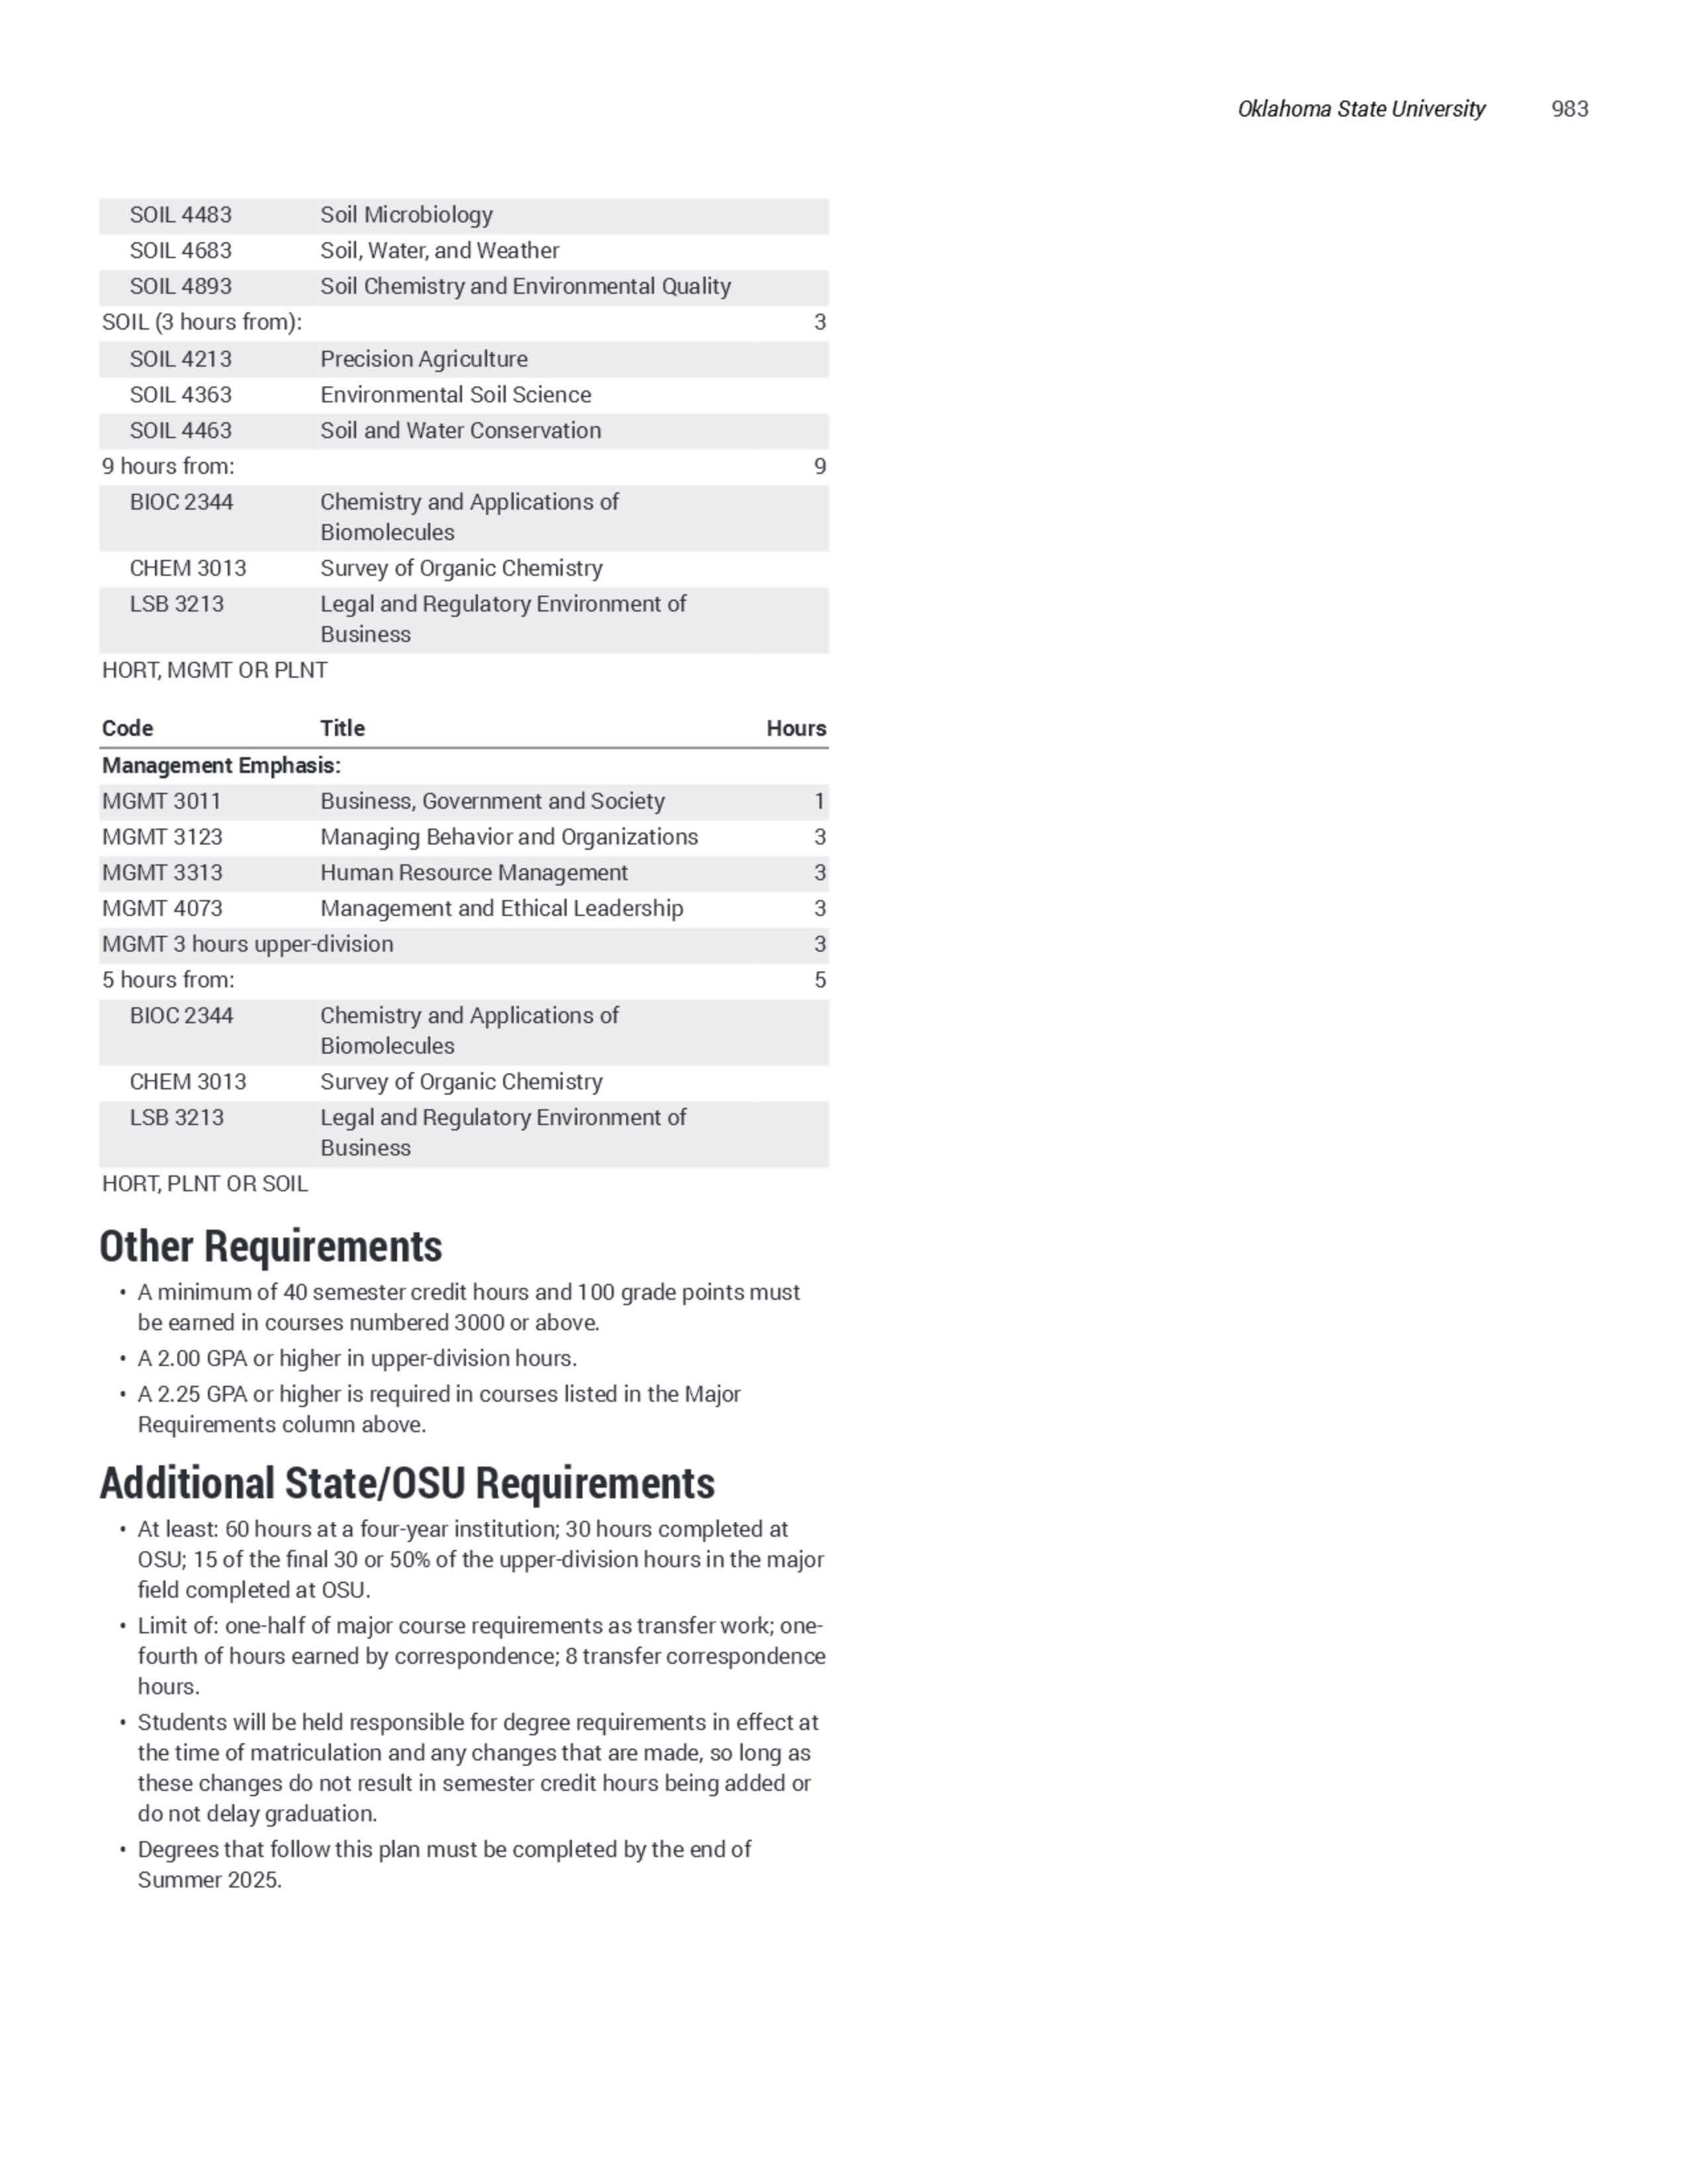 Oklahoma State University 983
SOIL 4483 Soil Microbiology
SOIL 4683 Soil, Water, and Weather
SOIL 4893 Soil Chemistry and Environmental Quality
SOIL (3 hours from): 3
SOIL 4213 Precision Agriculture
SOIL 4363 Environmental Soil Science
SOIL 4463 Soil and Water Conservation
9 hours from: 9
BIOC 2344 Chemistry and Applications of
Biomolecules
CHEM 3013 Survey of Organic Chemistry
LSB 3213 Legal and Regulatory Environment of
Business
HORT, MGMT OR PLNT
Code Title Hours
Management Emphasis:
MGMT 3011 Business, Government and Society 1
MGMT 3123 Managing Behavior and Organizations 3
MGMT 3313 Human Resource Management 3
MGMT 4073 Management and Ethical Leadership 3
MGMT 3 hours upper-division 3
5 hours from: 5
BIOC 2344 Chemistry and Applications of
Biomolecules
CHEM 3013 Survey of Organic Chemistry
LSB 3213 Legal and Regulatory Environment of
Business
HORT, PLNT OR SOIL
Other Requirements
• A minimum of 40 semester credit hours and 100 grade points must
be earned in courses numbered 3000 or above.
• A 2.00 GPA or higher in upper-division hours.
• A 2.25 GPA or higher is required in courses listed in the Major
Requirements column above.
Additional State/OSU Requirements
• At least: 60 hours at a four-year institution; 30 hours completed at
OSU; 15 of the final 30 or 50% of the upper-division hours in the major
field completed at OSU.
• Limit of: one-half of major course requirements as transfer work; one-
fourth of hours earned by correspondence; 8 transfer correspondence
hours.
• Students will be held responsible for degree requirements in effect at
the time of matriculation and any changes that are made, so long as
these changes do not result in semester credit hours being added or
do not delay graduation.
• Degrees that follow this plan must be completed by the end of
Summer 2025.